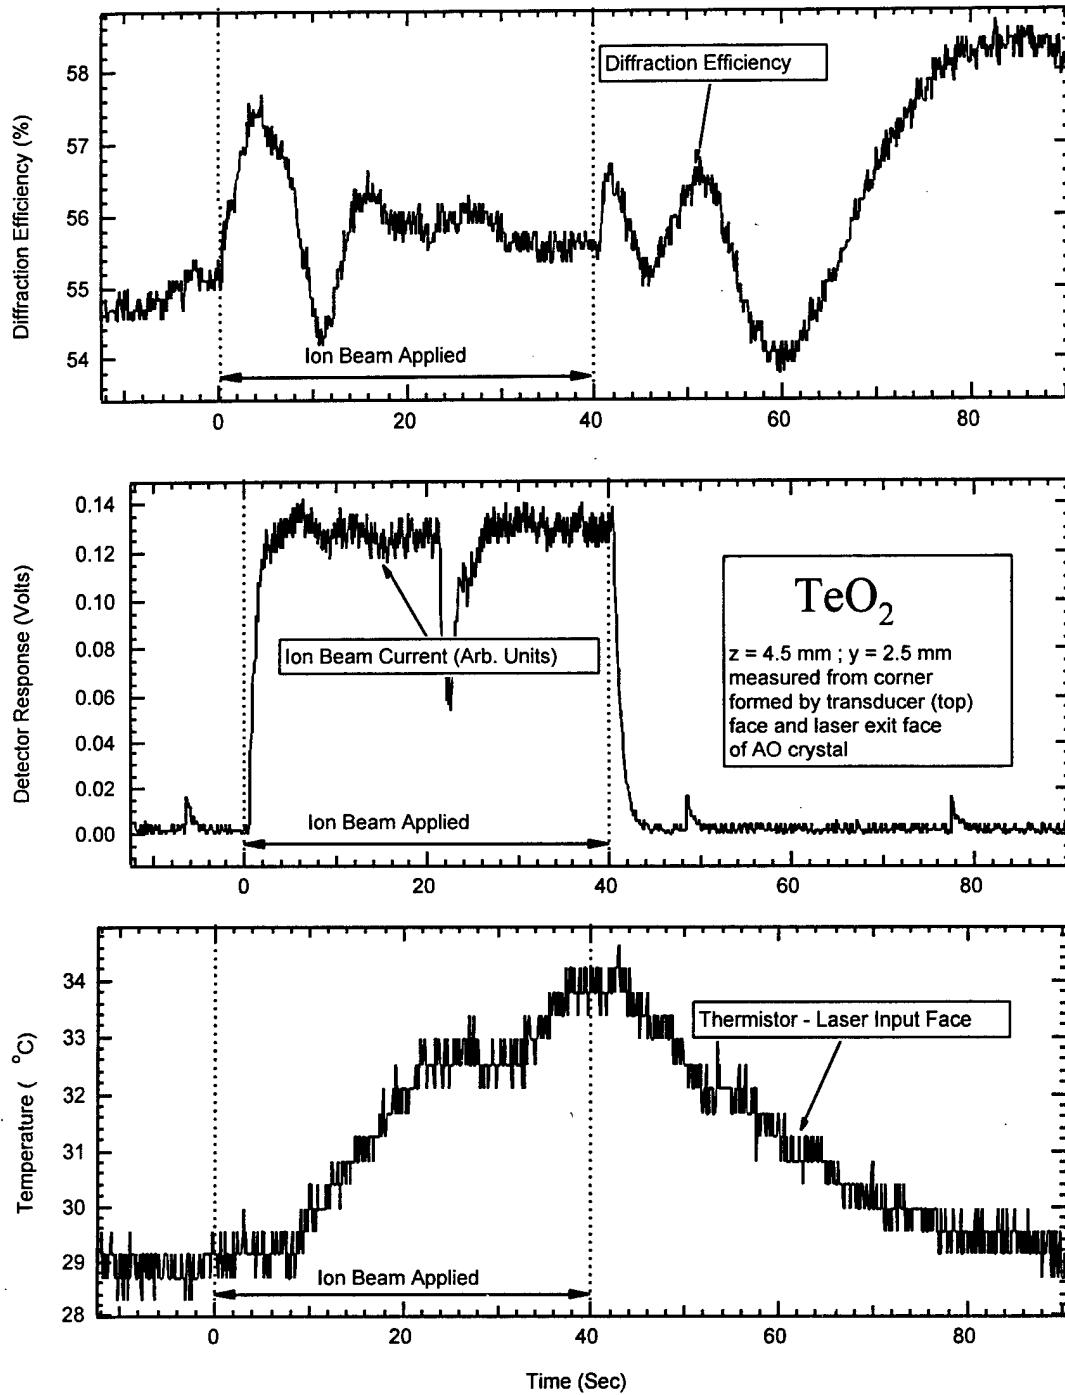 58
57
56
55
54
Diffraction Efficiency (%)
Diffraction Efficiency
Ion Beam Applied
0 20 40 60 80
0.14
0.12
0.10
0.08
0.06
0.04
0.02
0.00
Detector Response (Volts)
Ion Beam Current (Arb. Units)
TeO2
z = 4.5 mm ; y = 2.5 mm
measured from corner
formed by transducer (top)
face and laser exit face
of AO crystal
Ion Beam Applied
0 20 40 60 80
34
33
32
31
30
29
28
Temperature ( °C)
Thermistor - Laser Input Face
Ion Beam Applied
0 20 40 60 80
Time (Sec)